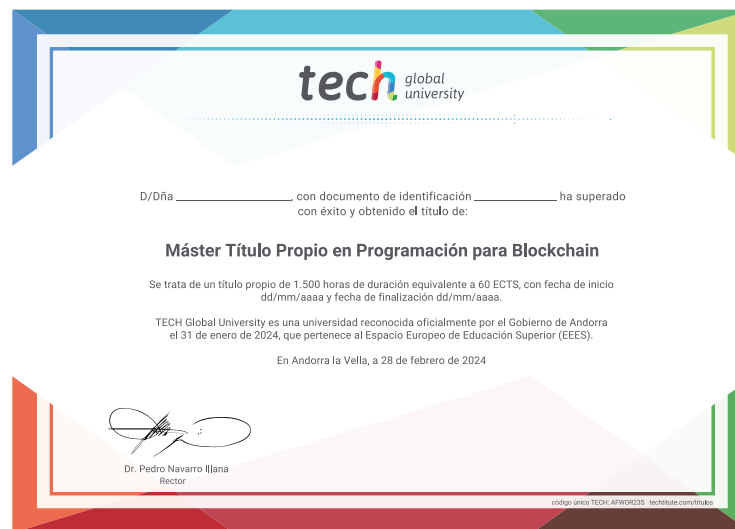 tech global university
D/Dña ____________________, con documento de identificación ______________ ha superado
con éxito y obtenido el título de:
Máster Título Propio en Programación para Blockchain
Se trata de un título propio de 1.500 horas de duración equivalente a 60 ECTS, con fecha de inicio
dd/mm/aaaa y fecha de finalización dd/mm/aaaa.
TECH Global University es una universidad reconocida oficialmente por el Gobierno de Andorra
el 31 de enero de 2024, que pertenece al Espacio Europeo de Educación Superior (EEES).
En Andorra la Vella, a 28 de febrero de 2024
Dr. Pedro Navarro Illana
Rector
código único TECH: AFWOR23S techtitute.com/titulos